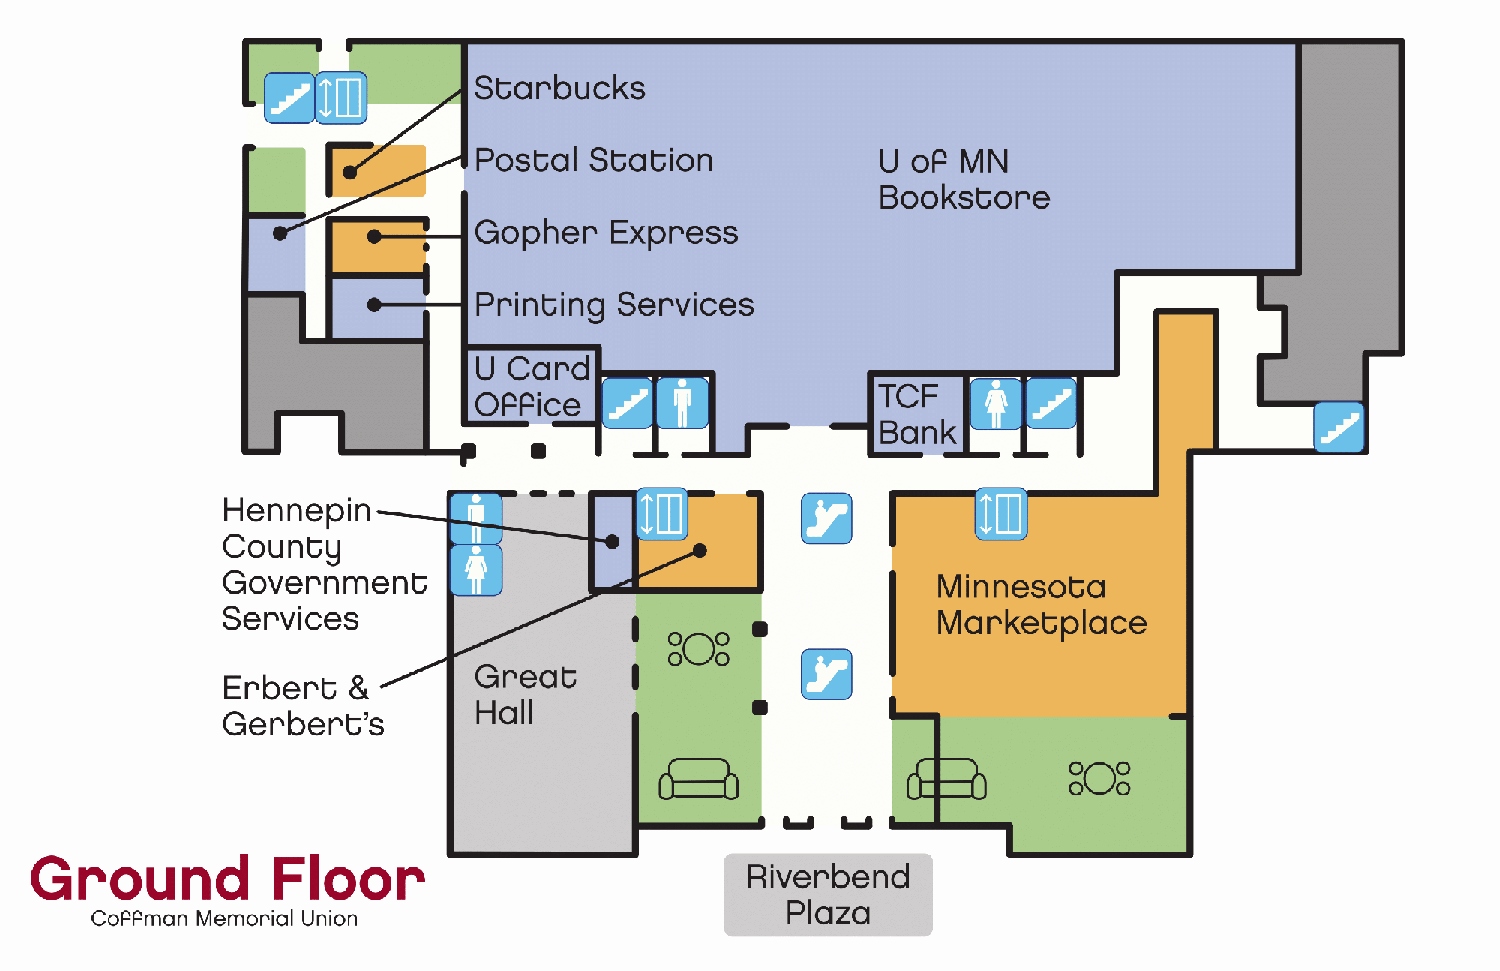 Starbucks
Postal Station
U of MN
Bookstore
Gopher Express
Printing Services
U Card
Office
TCF
Bank
Hennepin
County
Government
Services
Minnesota
Marketplace
Great
Hall
Erbert &
Gerbert's
Ground Floor
Coffman Memorial Union
Riverbend
Plaza